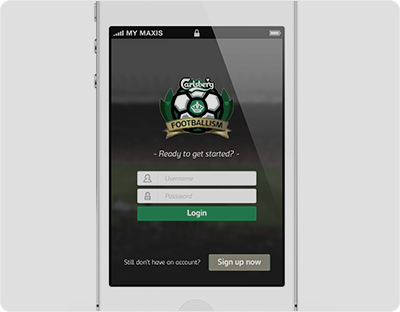 MY MAXIS
Carlsberg
FOOTBALLISM
- Ready to get started? -
Username
Password
Login
Still don't have an account?
Sign up now